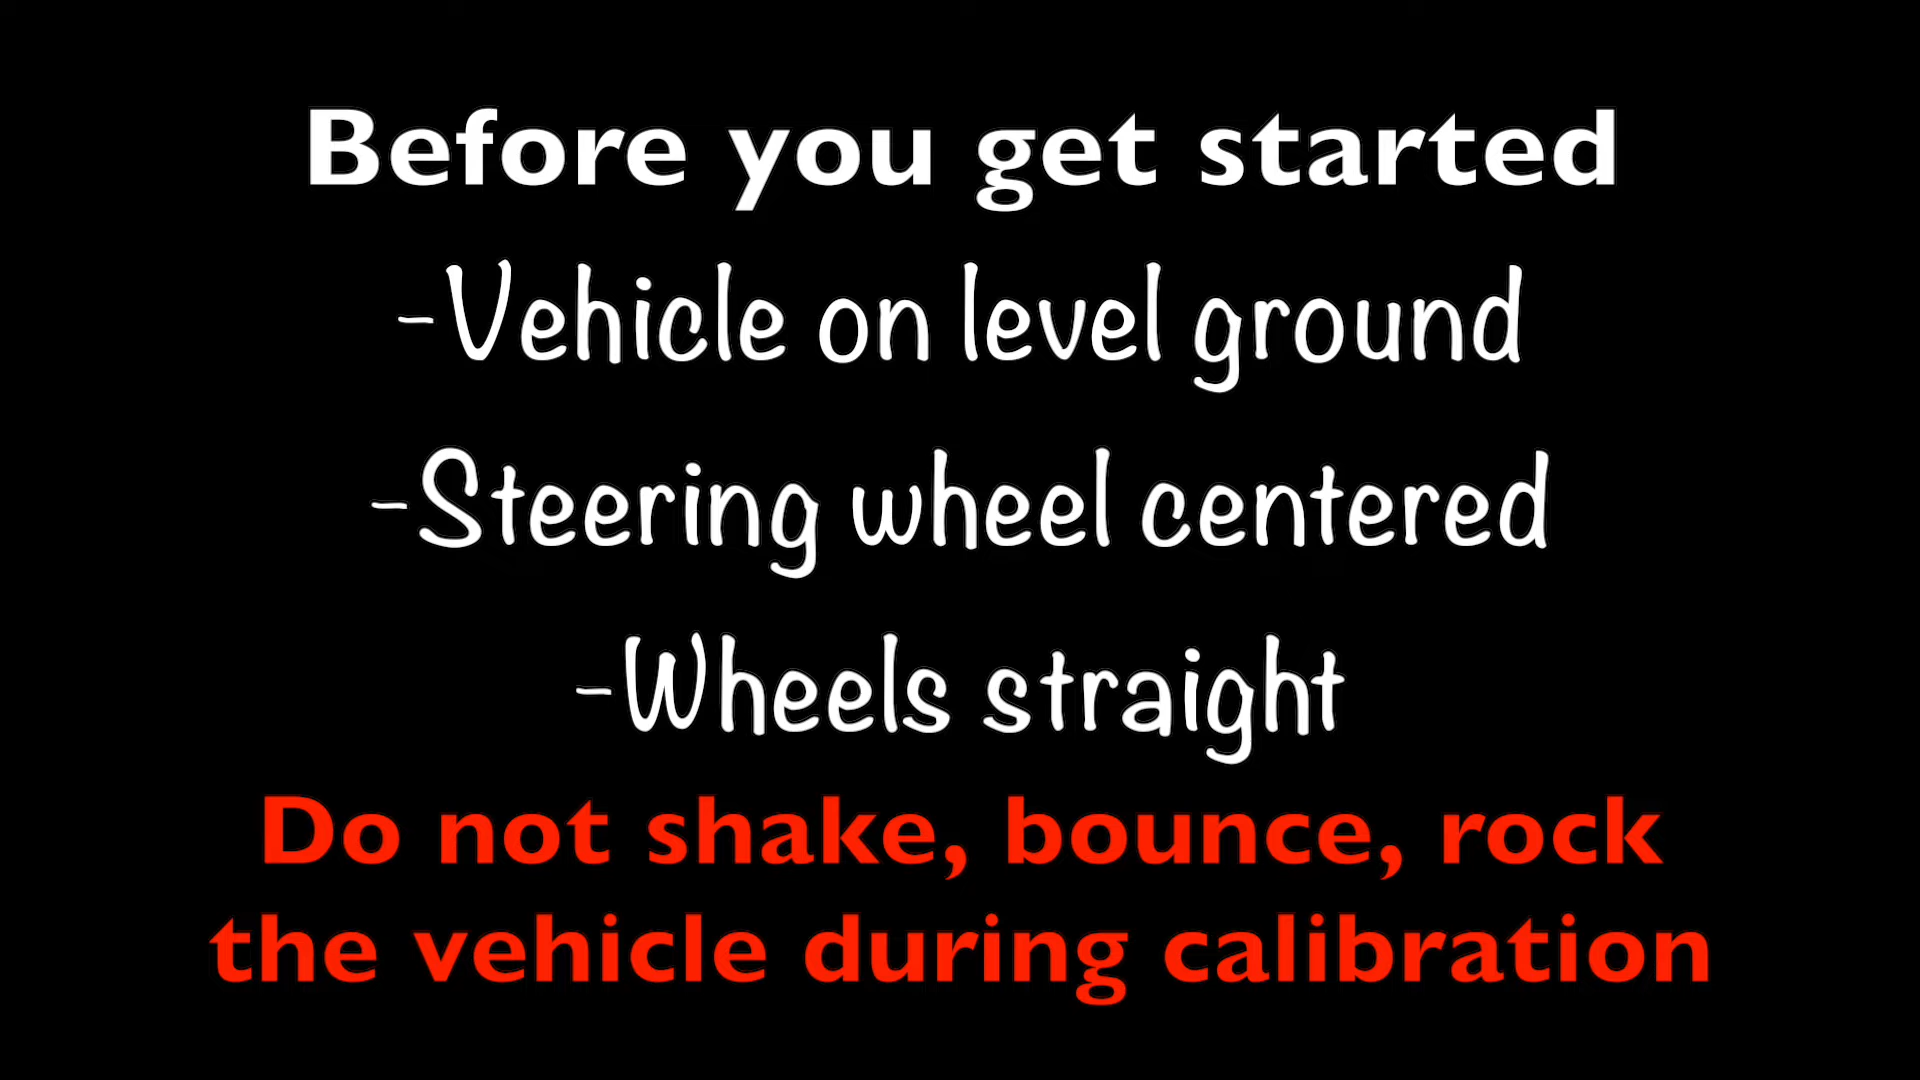 Before you get started
-Vehicle on level ground
-Steering wheel centered
-Wheels straight
Do not shake, bounce, rock
the vehicle during calibration